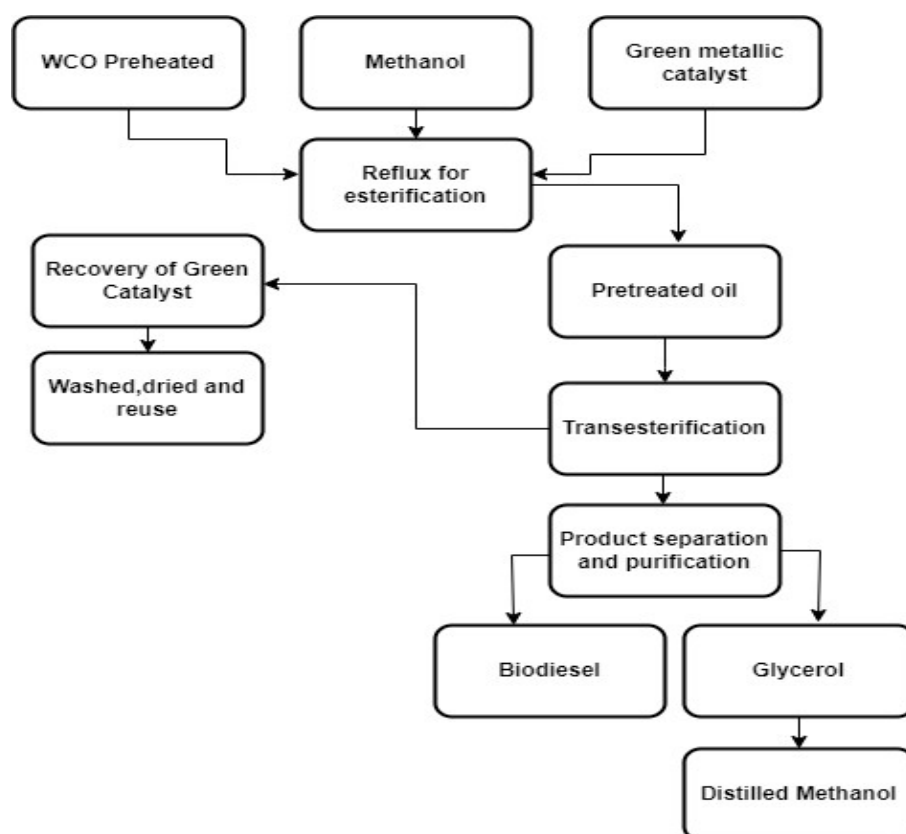 WCO Preheated
Methanol
Green metallic
catalyst
Reflux for
esterification
Recovery of Green
Catalyst
Pretreated oil
Washed,dried and
reuse
Transesterification
Product separation
and purification
Biodiesel
Glycerol
Distilled Methanol